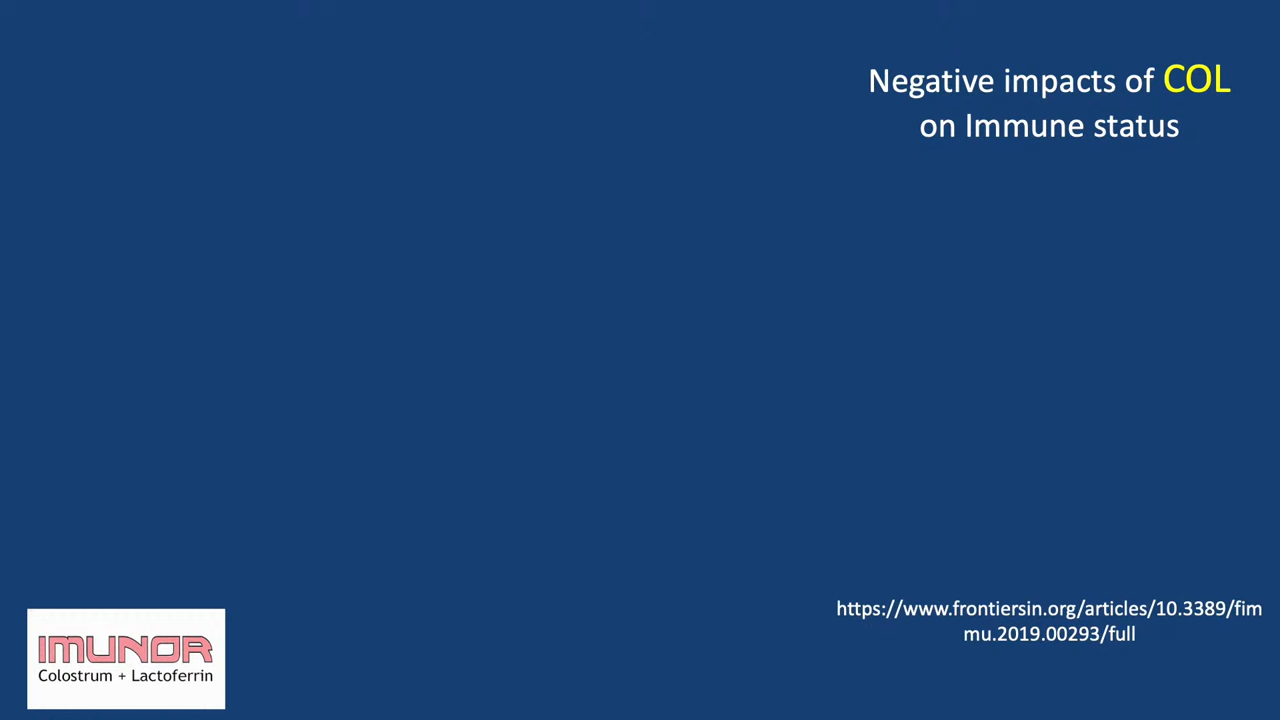 Negative impacts of COL
on Immune status
https://www.frontiersin.org/articles/10.3389/fim
mu.2019.00293/full
IMUNOR
Colostrum + Lactoferrin